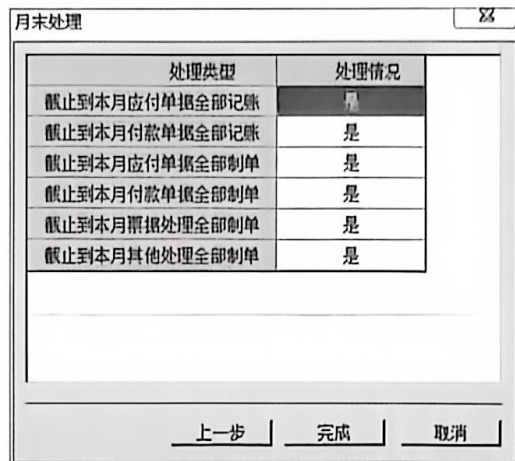 月末处理
处理类型 处理情况
截止到本月应付单据全部记账 是
截止到本月付款单据全部记账 是
截止到本月应付单据全部制单 是
截止到本月付款单据全部制单 是
截止到本月票据处理全部制单 是
截止到本月其他处理全部制单 是
上一步 完成 取消